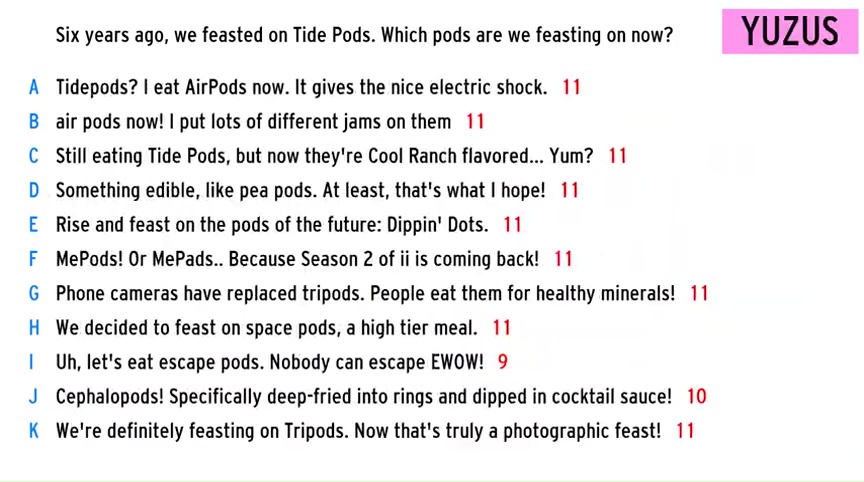 Six years ago, we feasted on Tide Pods. Which pods are we feasting on now?
YUZUS
A Tidepods? I eat AirPods now. It gives the nice electric shock. 11
B air pods now! I put lots of different jams on them 11
C Still eating Tide Pods, but now they're Cool Ranch flavored... Yum? 11
D Something edible, like pea pods. At least, that's what I hope! 11
E Rise and feast on the pods of the future: Dippin' Dots. 11
F MePods! Or MePads.. Because Season 2 of ii is coming back! 11
G Phone cameras have replaced tripods. People eat them for healthy minerals! 11
H We decided to feast on space pods, a high tier meal. 11
I Uh, let's eat escape pods. Nobody can escape EWOW! 9
J Cephalopods! Specifically deep-fried into rings and dipped in cocktail sauce! 10
K We're definitely feasting on Tripods. Now that's truly a photographic feast! 11